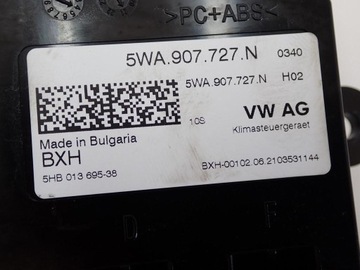 >PC+ABS<
5WA.907.727.N 0340
5WA.907.727.N H02
10S VW AG
Klimasteuergeraet
Made in Bulgaria
BXH
5HB 013 695-38
BXH-00102 06.2103531144
D F